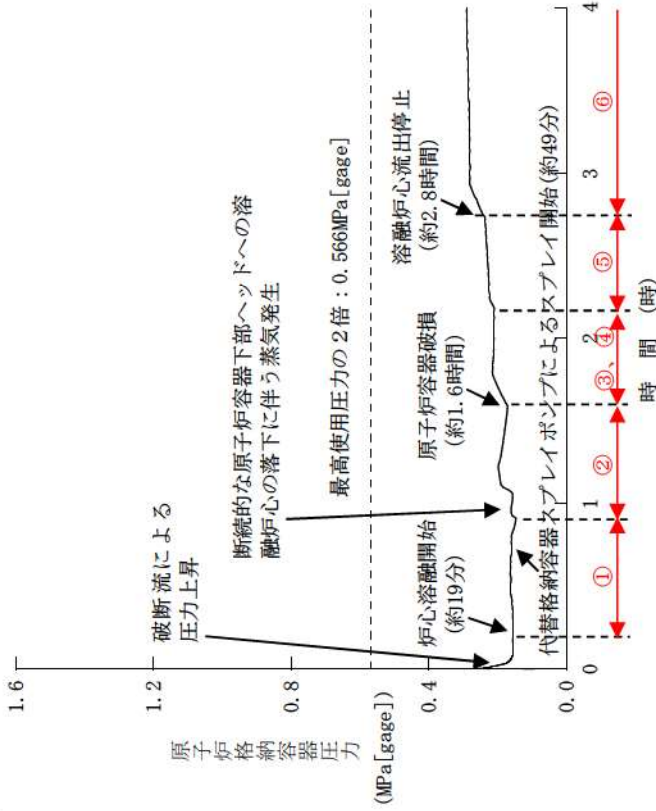 1.6
1.2
0.8
0.4
0.0
原子炉格納容器圧力
(MPa[gage])
破断流による
圧力上昇
断続的な原子炉容器下部ヘッドへの溶
融炉心の落下に伴う蒸気発生
最高使用圧力の2倍：0.566MPa[gage]
炉心溶融開始
(約19分)
原子炉容器破損
(約1.6時間)
溶融炉心流出停止
(約2.8時間)
代替格納容器スプレイポンプによるスプレイ開始(約49分)
0
1
2
3
4
①
②
③、④
⑤
⑥
時 間 (時)